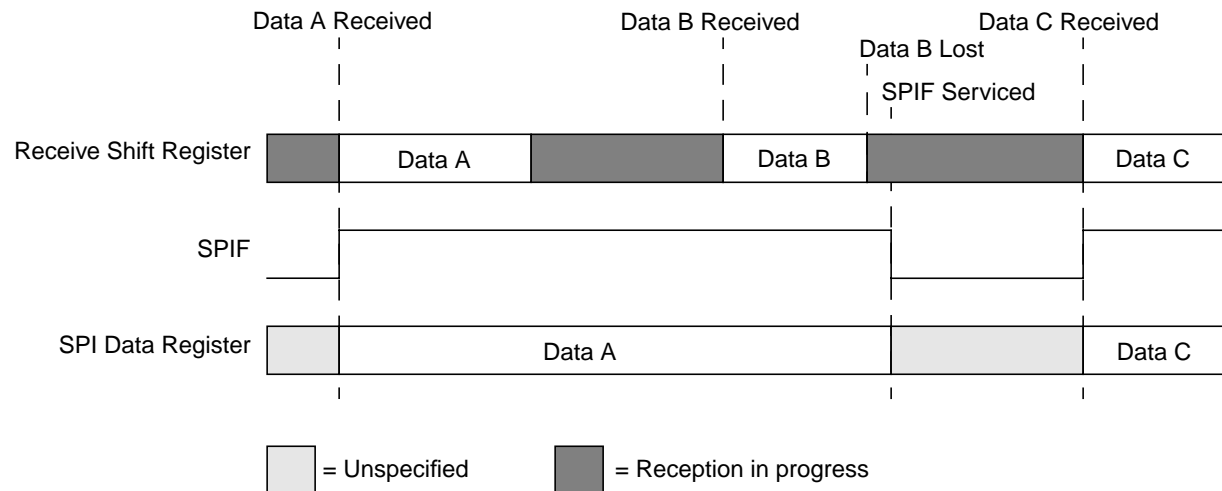 Data A Received
Data B Received
Data C Received
Data B Lost
SPIF Serviced
Receive Shift Register
Data A
Data B
Data C
SPIF
SPI Data Register
Data A
Data C
= Unspecified
= Reception in progress